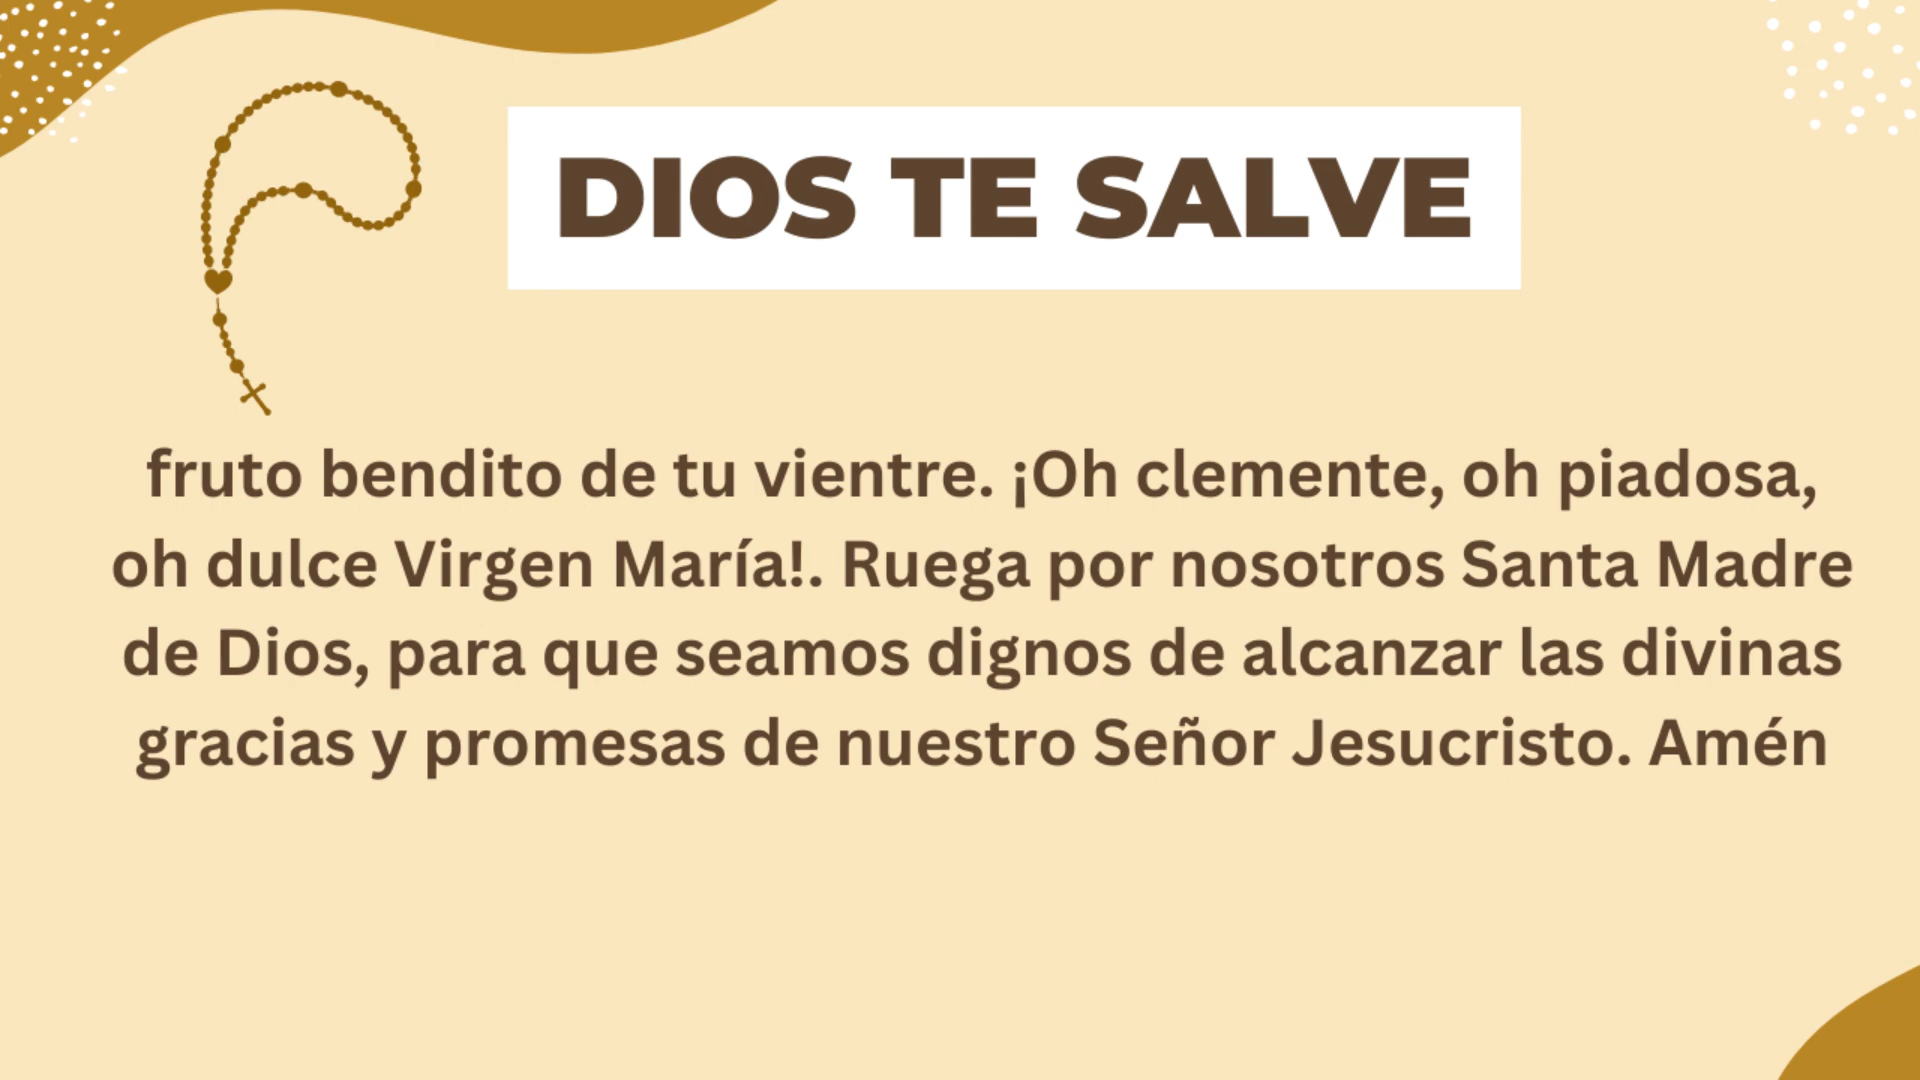 DIOS TE SALVE
fruto bendito de tu vientre. ¡Oh clemente, oh piadosa,
oh dulce Virgen María!. Ruega por nosotros Santa Madre
de Dios, para que seamos dignos de alcanzar las divinas
gracias y promesas de nuestro Señor Jesucristo. Amén